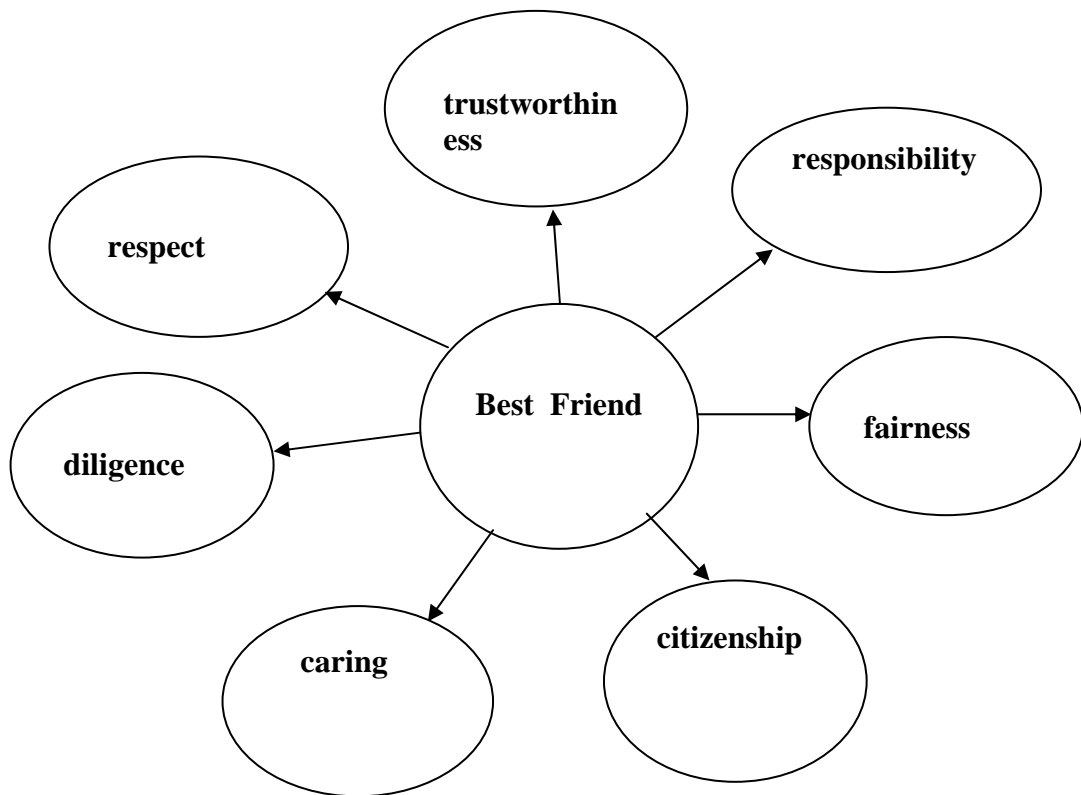 trustworthin
ess
responsibility
respect
Best Friend
fairness
diligence
citizenship
caring